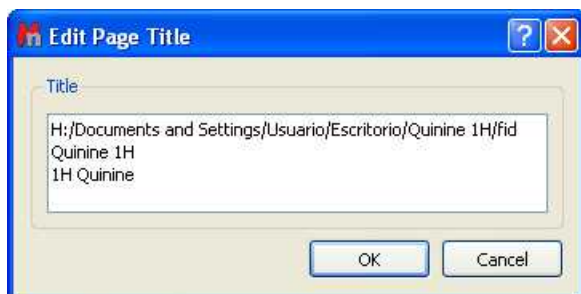 Edit Page Title
Title
H:/Documents and Settings/Usuario/Escritorio/Quinine 1H/fid
Quinine 1H
1H Quinine
OK
Cancel